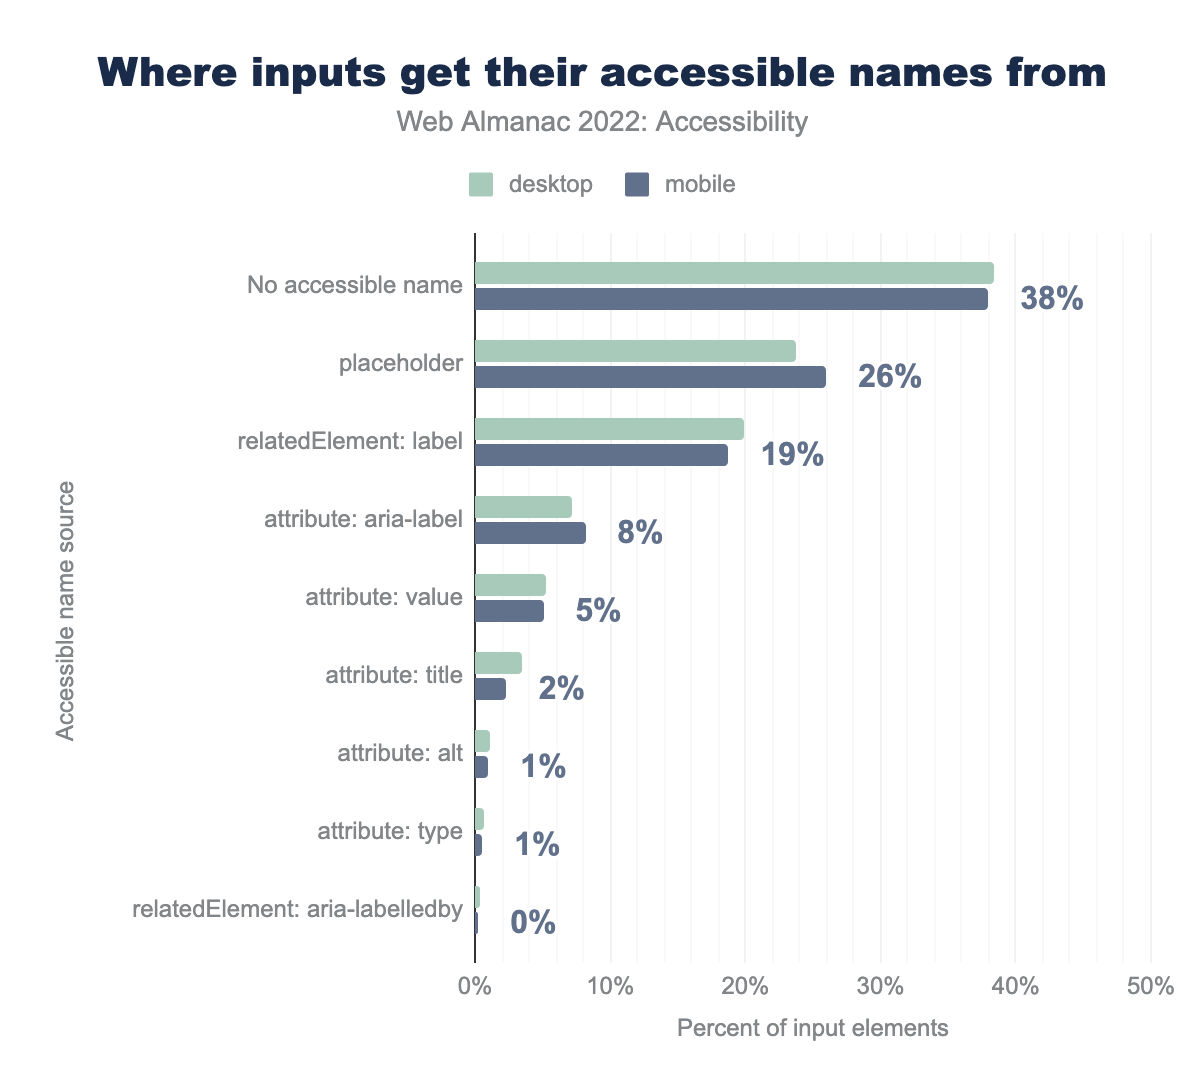 Where inputs get their accessible names from
Web Almanac 2022: Accessibility
desktop mobile
No accessible name 38%
placeholder 26%
relatedElement: label 19%
attribute: aria-label 8%
attribute: value 5%
attribute: title 2%
attribute: alt 1%
attribute: type 1%
relatedElement: aria-labelledby 0%
Accessible name source
0% 10% 20% 30% 40% 50%
Percent of input elements